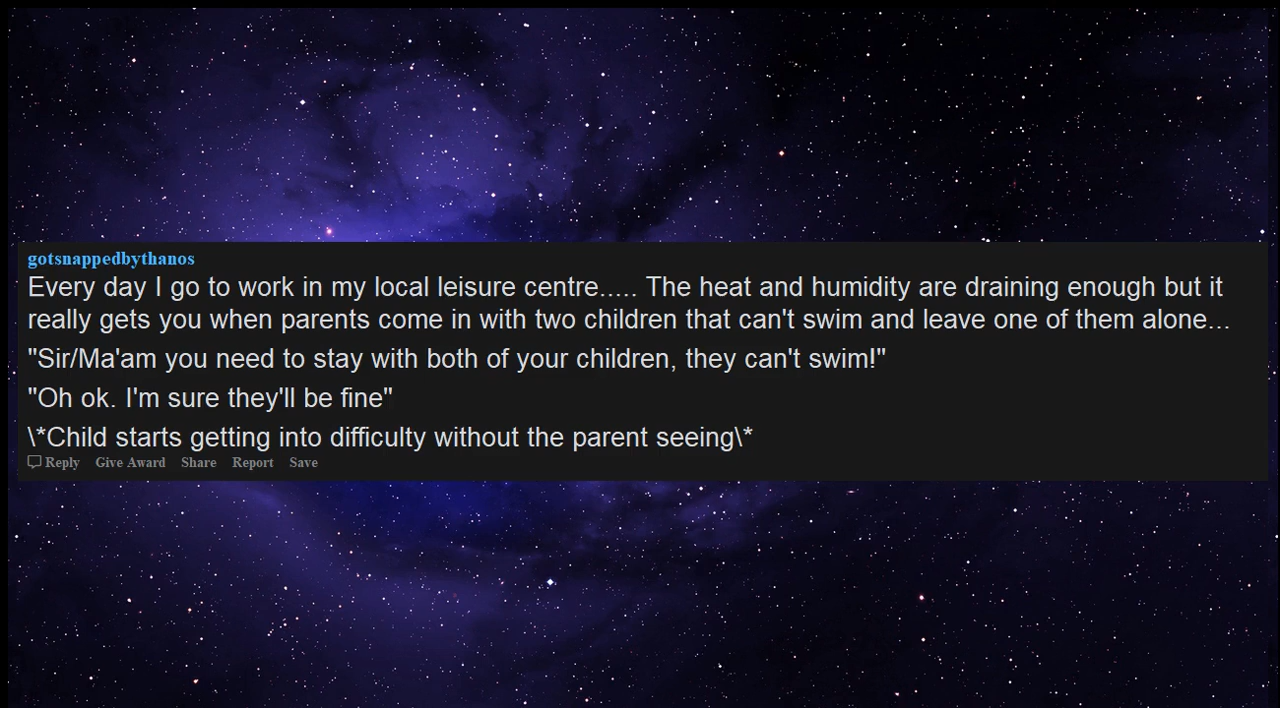 gotsnappedbythanos
Every day I go to work in my local leisure centre..... The heat and humidity are draining enough but it
really gets you when parents come in with two children that can't swim and leave one of them alone...
"Sir/Ma'am you need to stay with both of your children, they can't swim!"
"Oh ok. I'm sure they'll be fine"
\*Child starts getting into difficulty without the parent seeing\*
Reply Give Award Share Report Save